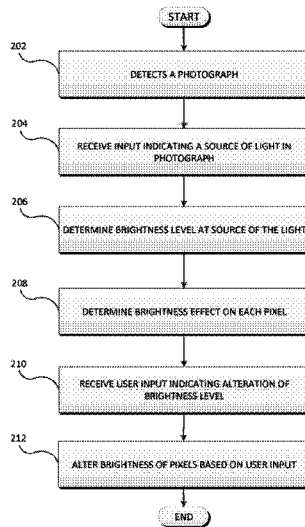 START
202
DETECTS A PHOTOGRAPH
204
RECEIVE INPUT INDICATING A SOURCE OF LIGHT IN
PHOTOGRAPH
206
DETERMINE BRIGHTNESS LEVEL AT SOURCE OF THE LIGHT
208
DETERMINE BRIGHTNESS EFFECT ON EACH PIXEL
210
RECEIVE USER INPUT INDICATING ALTERATION OF
BRIGHTNESS LEVEL
212
ALTER BRIGHTNESS OF PIXELS BASED ON USER INPUT
END